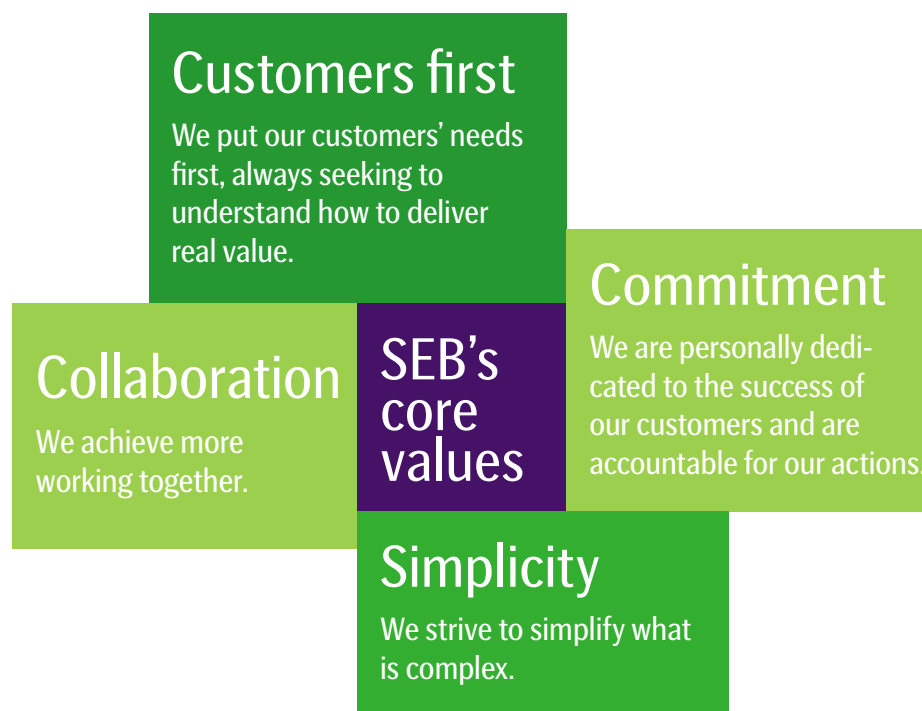 Customers first
We put our customers’ needs
first, always seeking to
understand how to deliver
real value.
Commitment
We are personally dedi-
cated to the success of
our customers and are
accountable for our actions.
Collaboration
We achieve more
working together.
SEB’s
core
values
Simplicity
We strive to simplify what
is complex.